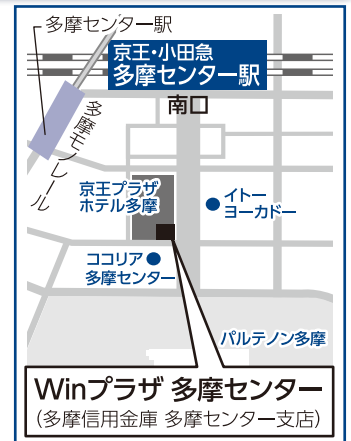 多摩センター駅
京王・小田急
多摩センター駅
南口
多摩モノレール
京王プラザ
ホテル多摩
イトー
ヨーカドー
ココリア
多摩センター
パルテノン多摩
Winプラザ 多摩センター
(多摩信用金庫 多摩センター支店)